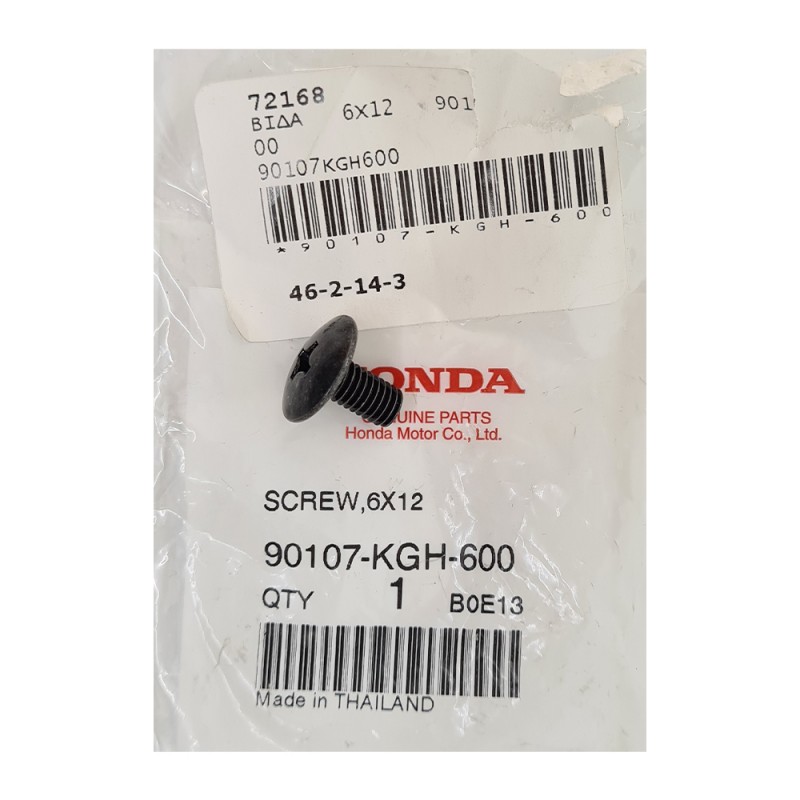 72168
ΒΙΔΑ 6X12 901
00
90107KGH600
*90107-KGH-600
46-2-14-3
HONDA
GENUINE PARTS
Honda Motor Co., Ltd.
SCREW,6X12
90107-KGH-600
QTY 1 B0E13
Made in THAILAND